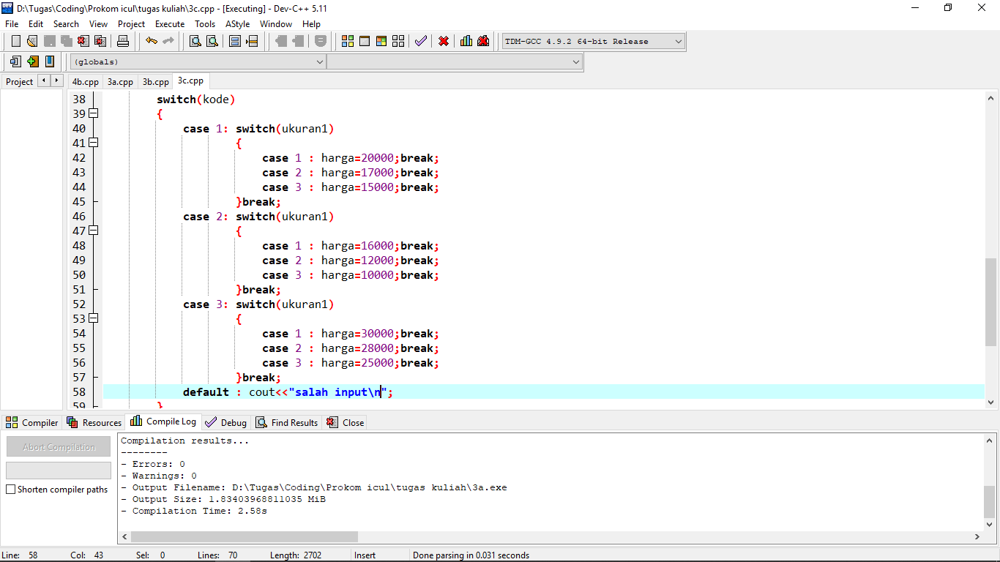 D:\Tugas\Coding\Prokom icul\tugas kuliah\3c.cpp - [Executing] - Dev-C++ 5.11
File Edit Search View Project Execute Tools AStyle Window Help
TDM-GCC 4.9.2 64-bit Release
(globals)
Project 4b.cpp 3a.cpp 3b.cpp 3c.cpp
38 switch(kode)
39 {
40 case 1: switch(ukuran1)
41 {
42 case 1 : harga=20000;break;
43 case 2 : harga=17000;break;
44 case 3 : harga=15000;break;
45 }break;
46 case 2: switch(ukuran1)
47 {
48 case 1 : harga=16000;break;
49 case 2 : harga=12000;break;
50 case 3 : harga=10000;break;
51 }break;
52 case 3: switch(ukuran1)
53 {
54 case 1 : harga=30000;break;
55 case 2 : harga=28000;break;
56 case 3 : harga=25000;break;
57 }break;
58 default : cout<<"salah input\n";
59 }
Compiler Resources Compile Log Debug Find Results Close
Abort Compilation
Shorten compiler paths
Compilation results...
--------
- Errors: 0
- Warnings: 0
- Output Filename: D:\Tugas\Coding\Prokom icul\tugas kuliah\3a.exe
- Output Size: 1.83403968811035 MiB
- Compilation Time: 2.58s
Line: 58 Col: 43 Sel: 0 Lines: 70 Length: 2702 Insert Done parsing in 0.031 seconds